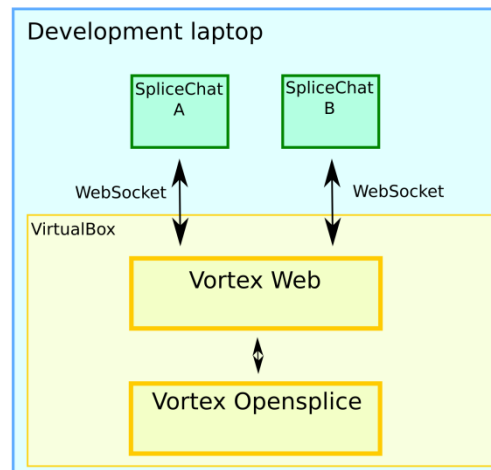 Development laptop
SpliceChat
A
SpliceChat
B
WebSocket
WebSocket
VirtualBox
Vortex Web
Vortex Opensplice